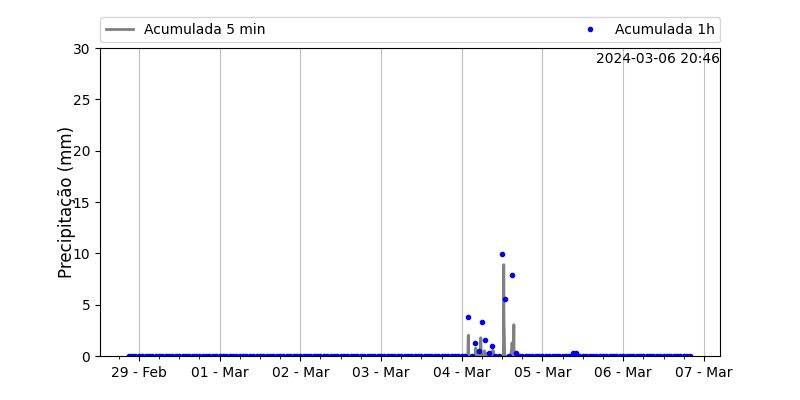 Acumulada 5 min
Acumulada 1h
2024-03-06 20:46
Precipitação (mm)
30
25
20
15
10
5
0
29 - Feb
01 - Mar
02 - Mar
03 - Mar
04 - Mar
05 - Mar
06 - Mar
07 - Mar